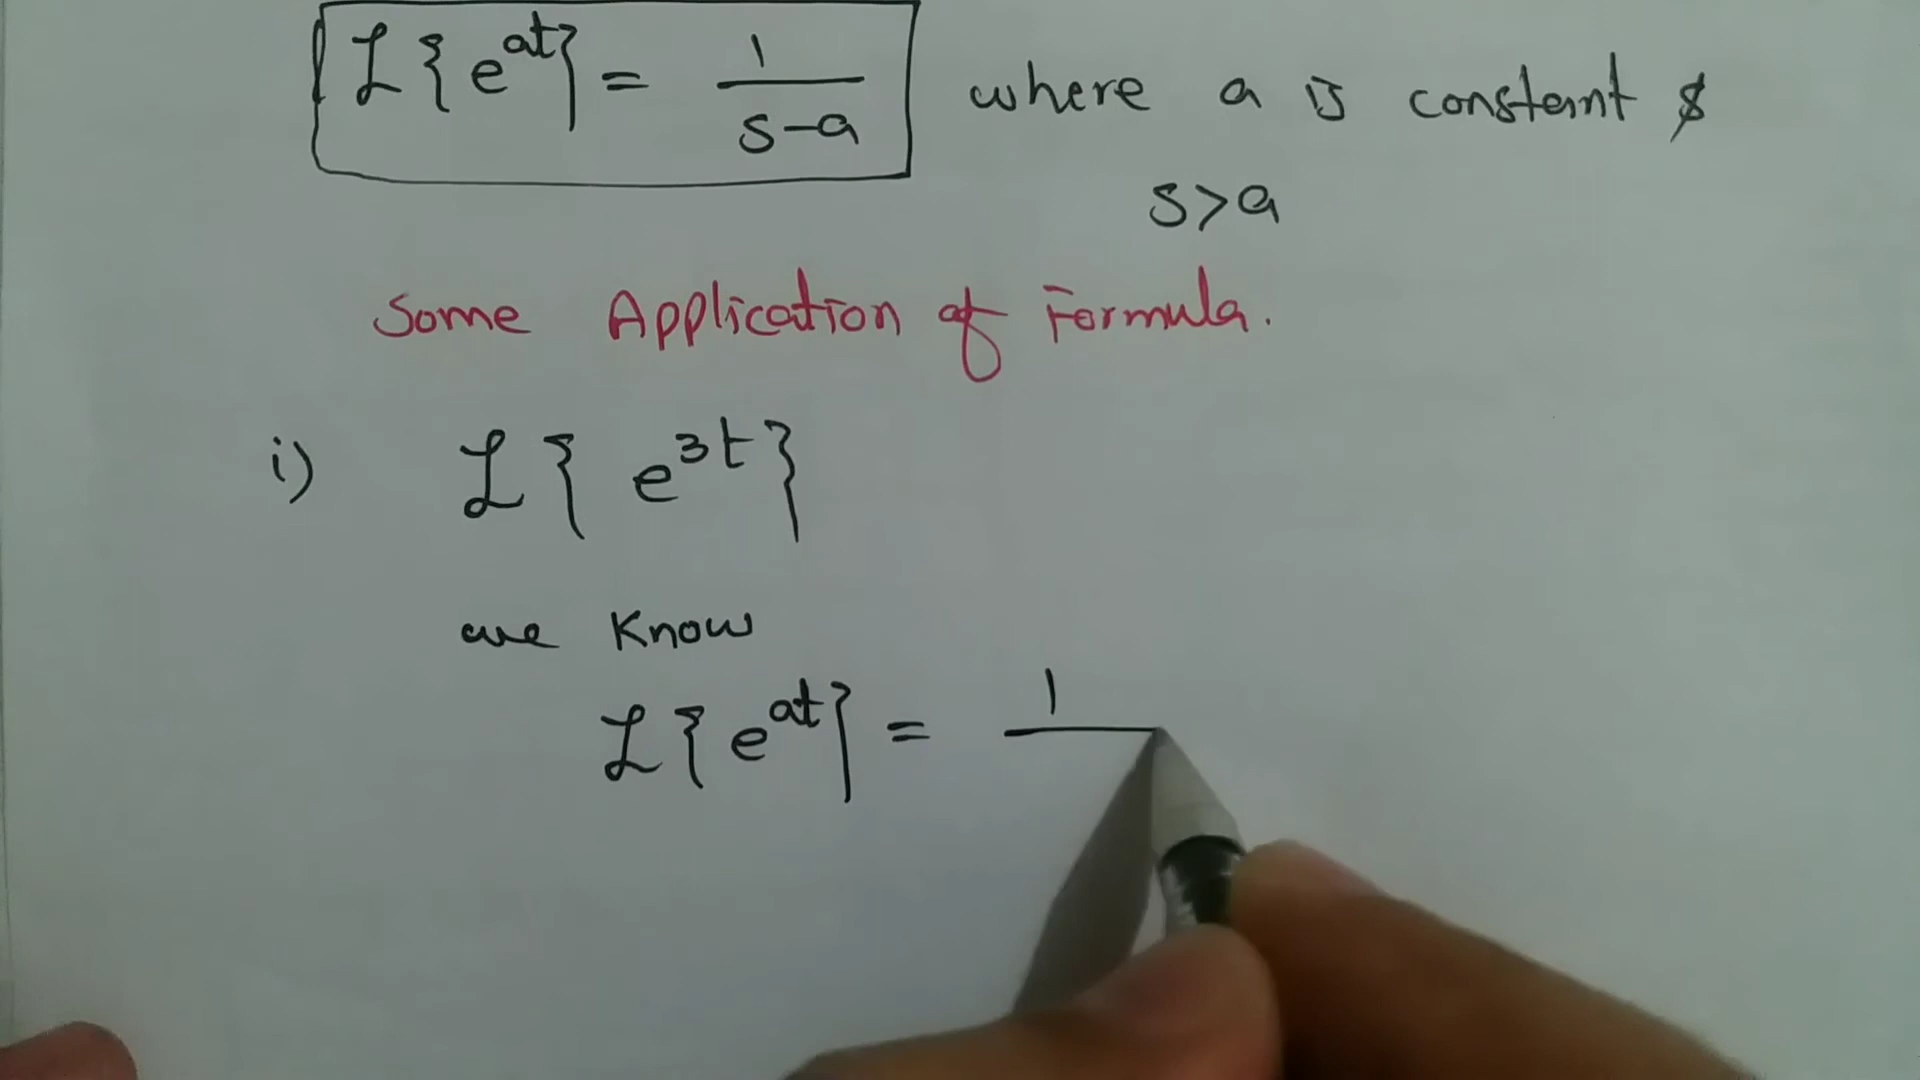 ℒ{e^at} = 1/(s-a) where a is constant &
s>a
Some Application of Formula.
i) ℒ{ e^3t}
we Know
ℒ{e^at} = 1/